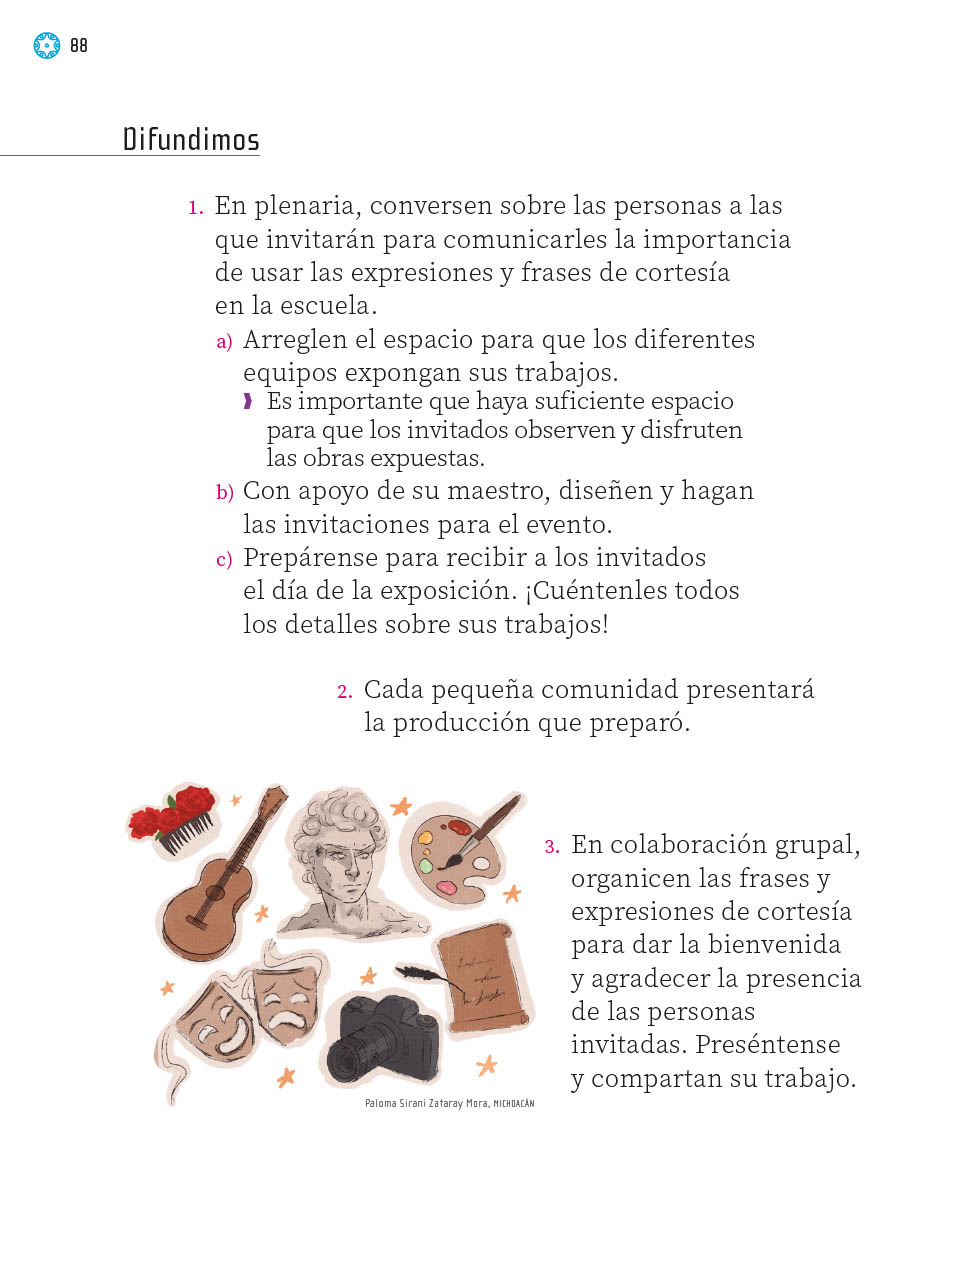 88
Difundimos
1. En plenaria, conversen sobre las personas a las
que invitarán para comunicarles la importancia
de usar las expresiones y frases de cortesía
en la escuela.
a) Arreglen el espacio para que los diferentes
equipos expongan sus trabajos.
Es importante que haya suficiente espacio
para que los invitados observen y disfruten
las obras expuestas.
b) Con apoyo de su maestro, diseñen y hagan
las invitaciones para el evento.
c) Prepárense para recibir a los invitados
el día de la exposición. ¡Cuéntenles todos
los detalles sobre sus trabajos!
2. Cada pequeña comunidad presentará
la producción que preparó.
3. En colaboración grupal,
organicen las frases y
expresiones de cortesía
para dar la bienvenida
y agradecer la presencia
de las personas
invitadas. Preséntense
y compartan su trabajo.
Paloma Sirani Zataray Mora, MICHOACÁN